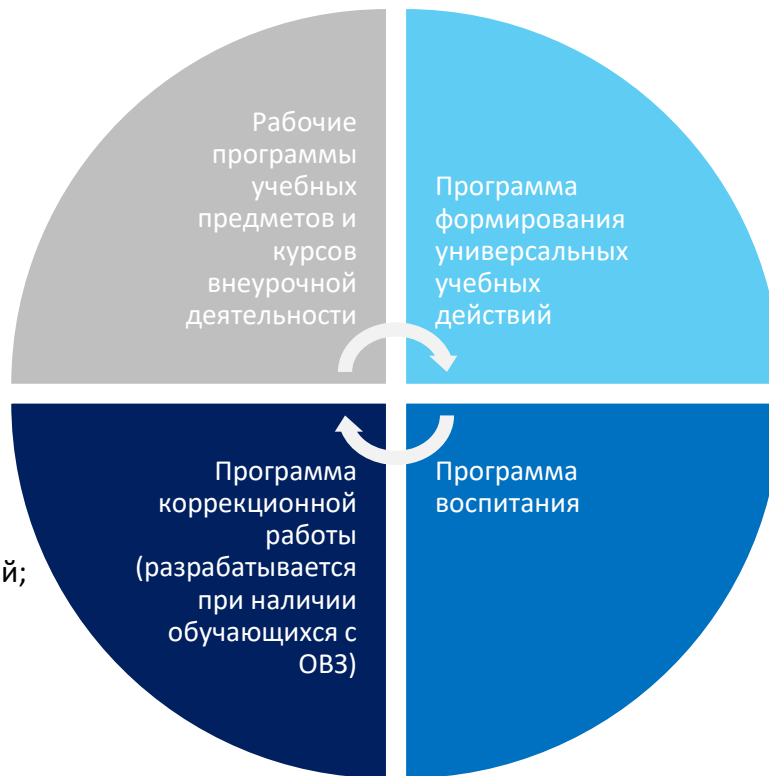 Рабочие
программы
учебных
предметов и
курсов
внеурочной
деятельности
Программа
формирования
универсальных
учебных
действий
Программа
коррекционной
работы
(разрабатывается
при наличии
обучающихся с
ОВЗ)
Программа
воспитания
й;